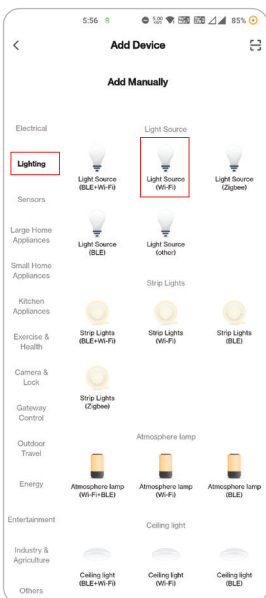 5:56
85%
Add Device
Add Manually
Electrical
Lighting
Sensors
Large Home
Appliances
Small Home
Appliances
Kitchen
Appliances
Exercise &
Health
Camera &
Lock
Gateway
Control
Outdoor
Travel
Energy
Entertainment
Industry &
Agriculture
Others
Light Source
Light Source
(BLE+Wi-Fi)
Light Source
(Wi-Fi)
Light Source
(Zigbee)
Light Source
(BLE)
Light Source
(other)
Strip Lights
Strip Lights
(BLE+Wi-Fi)
Strip Lights
(Wi-Fi)
Strip Lights
(BLE)
Strip Lights
(Zigbee)
Atmosphere lamp
Atmosphere lamp
(Wi-Fi+BLE)
Atmosphere lamp
(Wi-Fi)
Atmosphere lamp
(BLE)
Ceiling light
Ceiling light
(BLE+Wi-Fi)
Ceiling light
(Wi-Fi)
Ceiling light
(BLE)